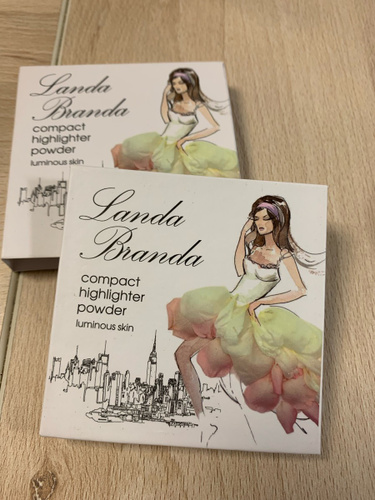 Landa
Branda
compact
highlighter
powder
luminous skin
Landa
Branda
compact
highlighter
powder
luminous skin